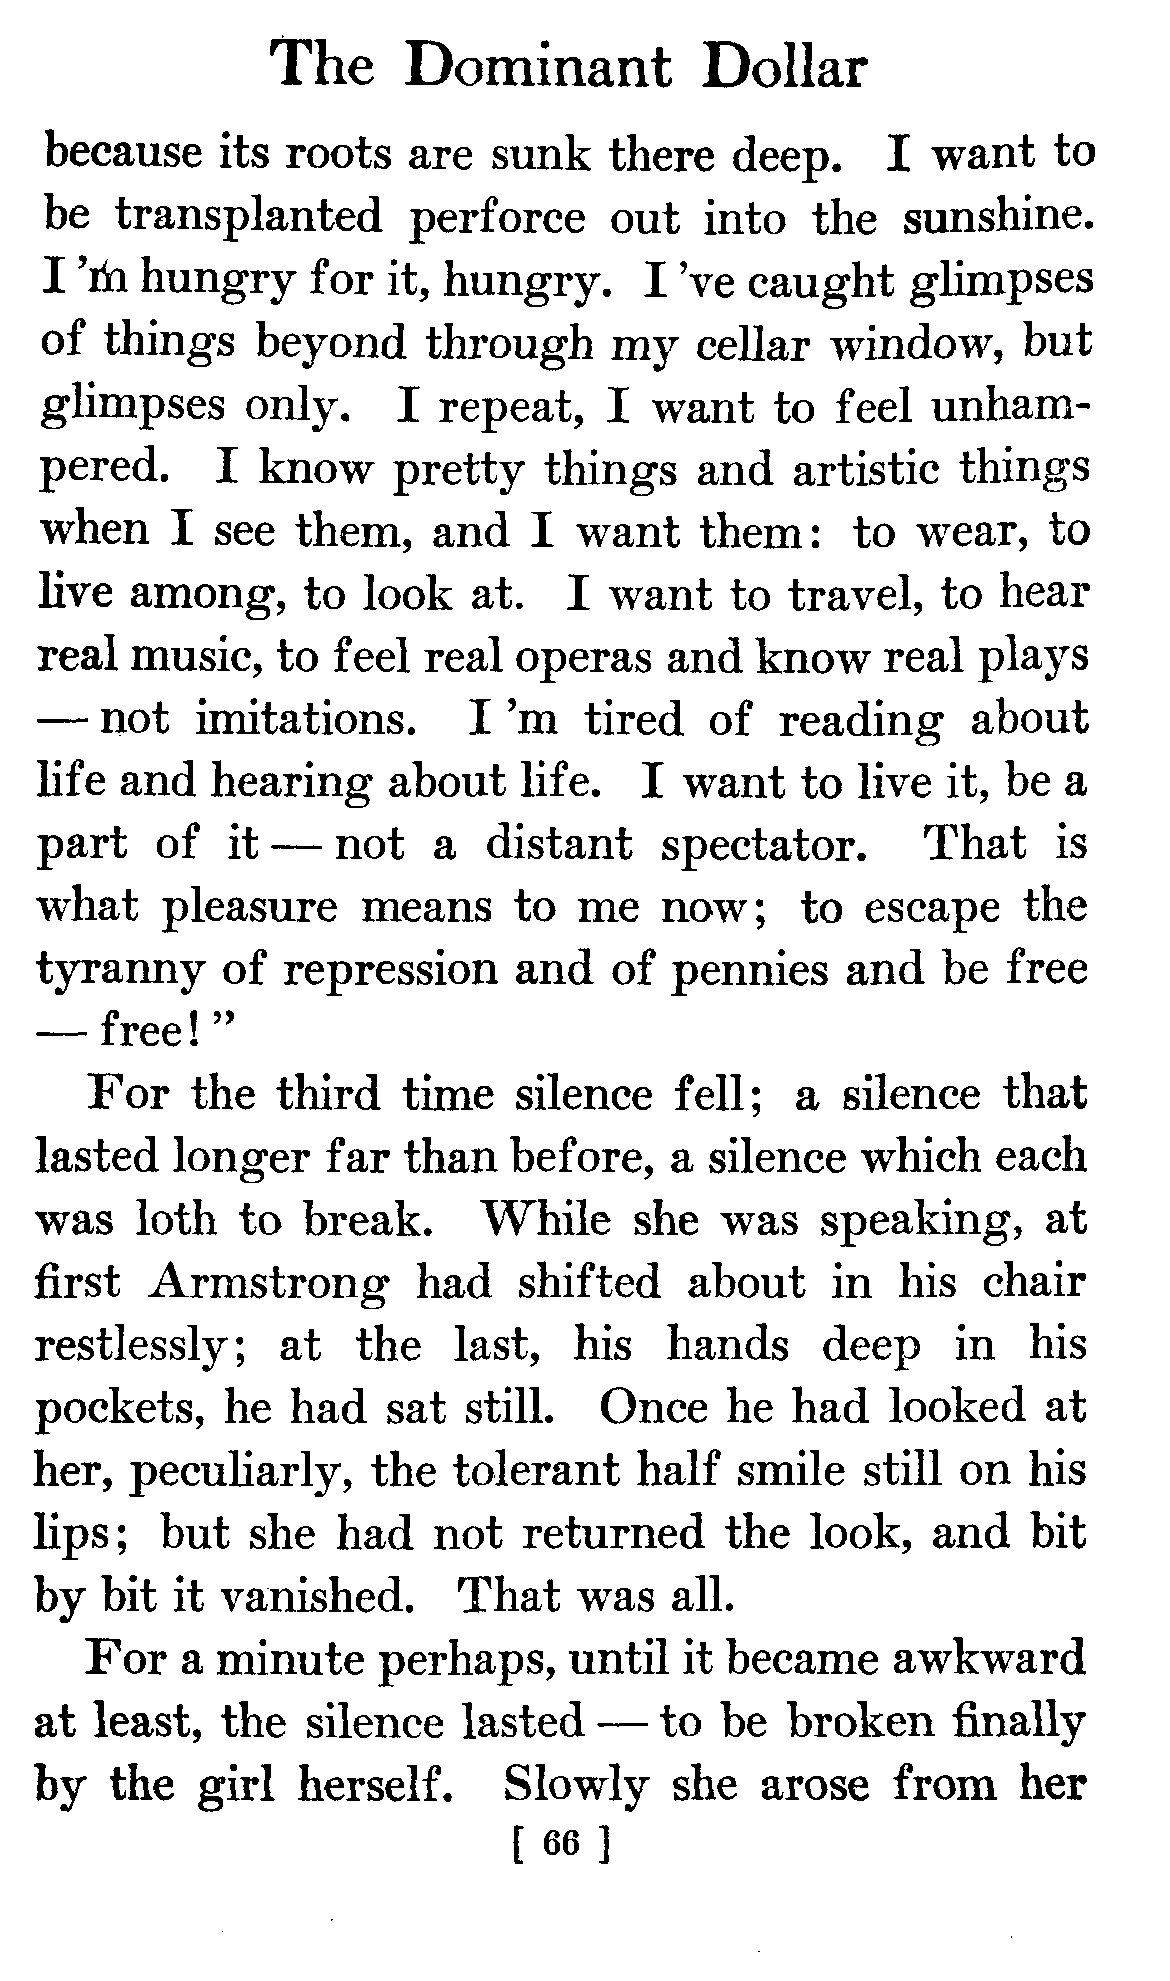 The Dominant Dollar
because its roots are sunk there deep. I want to
be transplanted perforce out into the sunshine.
I 'm hungry for it, hungry. I 've caught glimpses
of things beyond through my cellar window, but
glimpses only. I repeat, I want to feel unham-
pered. I know pretty things and artistic things
when I see them, and I want them: to wear, to
live among, to look at. I want to travel, to hear
real music, to feel real operas and know real plays
— not imitations. I 'm tired of reading about
life and hearing about life. I want to live it, be a
part of it — not a distant spectator. That is
what pleasure means to me now; to escape the
tyranny of repression and of pennies and be free
— free! ”
For the third time silence fell; a silence that
lasted longer far than before, a silence which each
was loth to break. While she was speaking, at
first Armstrong had shifted about in his chair
restlessly; at the last, his hands deep in his
pockets, he had sat still. Once he had looked at
her, peculiarly, the tolerant half smile still on his
lips; but she had not returned the look, and bit
by bit it vanished. That was all.
For a minute perhaps, until it became awkward
at least, the silence lasted — to be broken finally
by the girl herself. Slowly she arose from her
[ 66 ]